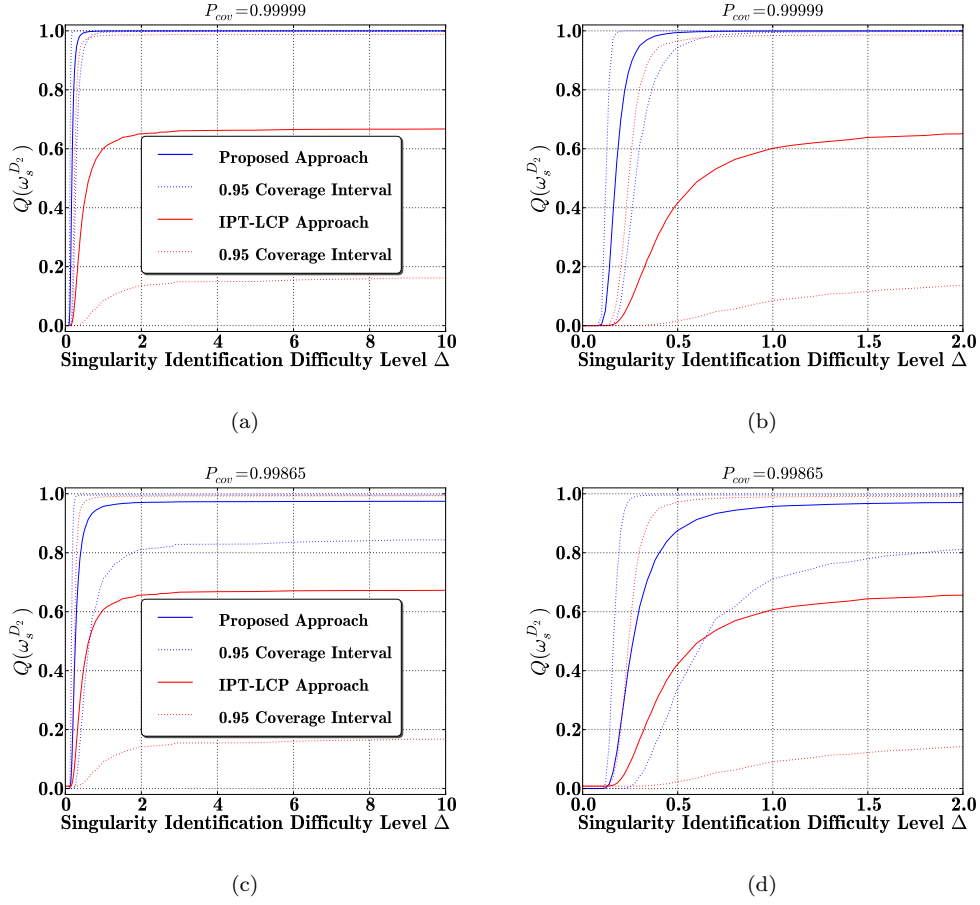 P_cov=0.99999
1.0
0.8
0.6
0.4
0.2
0.0
Q(ω_s^{D_2})
Proposed Approach
0.95 Coverage Interval
IPT-LCP Approach
0.95 Coverage Interval
0 2 4 6 8 10
Singularity Identification Difficulty Level Δ
(a)
P_cov=0.99999
1.0
0.8
0.6
0.4
0.2
0.0
Q(ω_s^{D_2})
0.0 0.5 1.0 1.5 2.0
Singularity Identification Difficulty Level Δ
(b)
P_cov=0.99865
1.0
0.8
0.6
0.4
0.2
0.0
Q(ω_s^{D_2})
Proposed Approach
0.95 Coverage Interval
IPT-LCP Approach
0.95 Coverage Interval
0 2 4 6 8 10
Singularity Identification Difficulty Level Δ
(c)
P_cov=0.99865
1.0
0.8
0.6
0.4
0.2
0.0
Q(ω_s^{D_2})
0.0 0.5 1.0 1.5 2.0
Singularity Identification Difficulty Level Δ
(d)